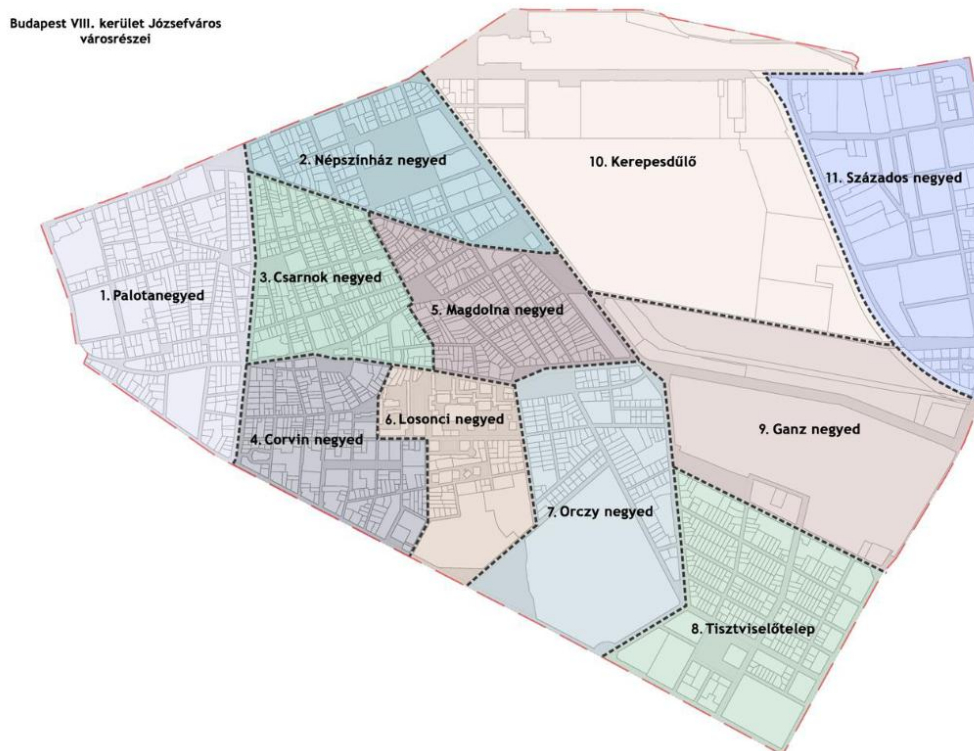 Budapest VIII. kerület Józsefváros
városrészei
1. Palotanegyed
2. Népszínház negyed
3. Csarnok negyed
4. Corvin negyed
5. Magdolna negyed
6. Losonci negyed
7. Orczy negyed
8. Tisztviselőtelep
9. Ganz negyed
10. Kerepesdűlő
11. Százados negyed